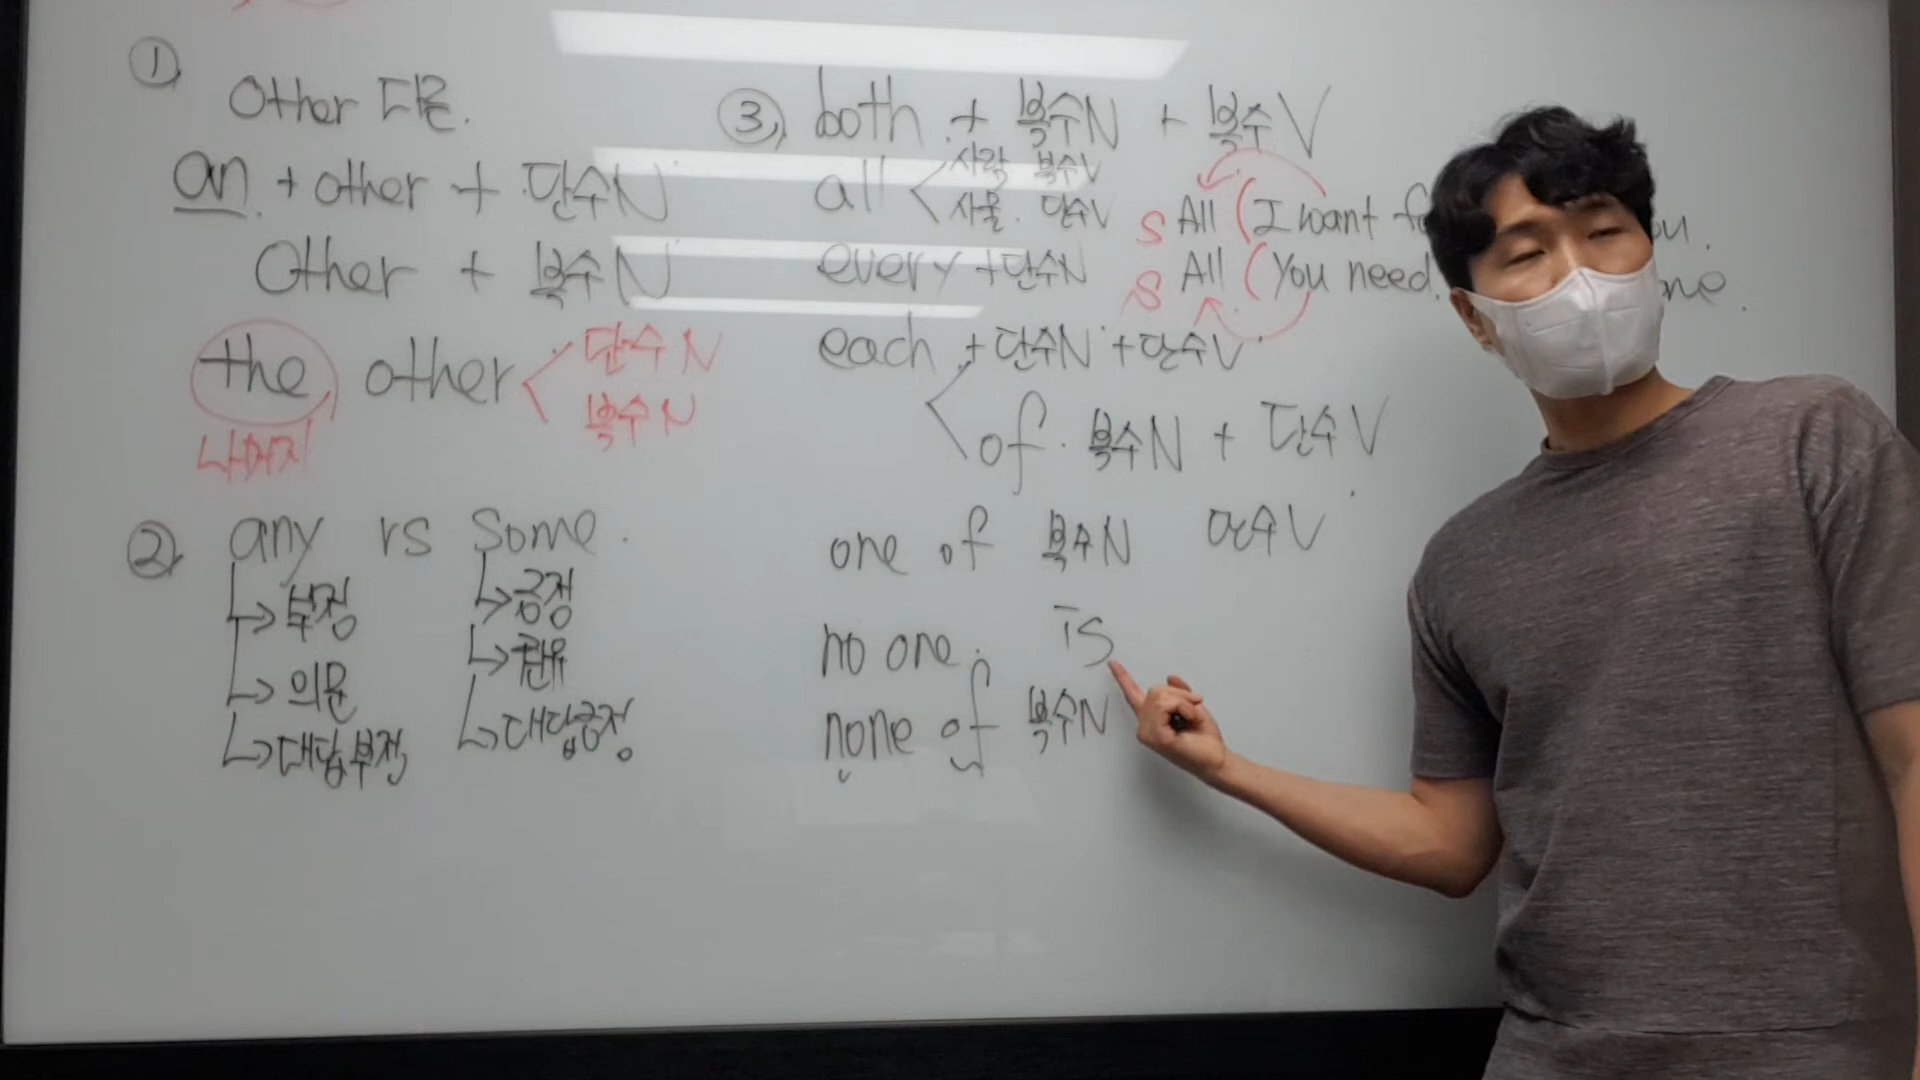 ①
Other 다른.
an + other + 단수N
Other + 복수N
the other < 단수N
복수N
나머지
② any vs some.
→ 부정
→ 의문
→ 대답부정
→ 긍정
→ 권유
→ 대답긍정
③ both + 복수N + 복수V
all < 사람 복수V
사물. 단수V
S All (I want
you.
every + 단수N
S All (You need
me.
each + 단수N + 단수V
of 복수N + 단수V
one of 복수N 단수V
no one is
none of 복수N